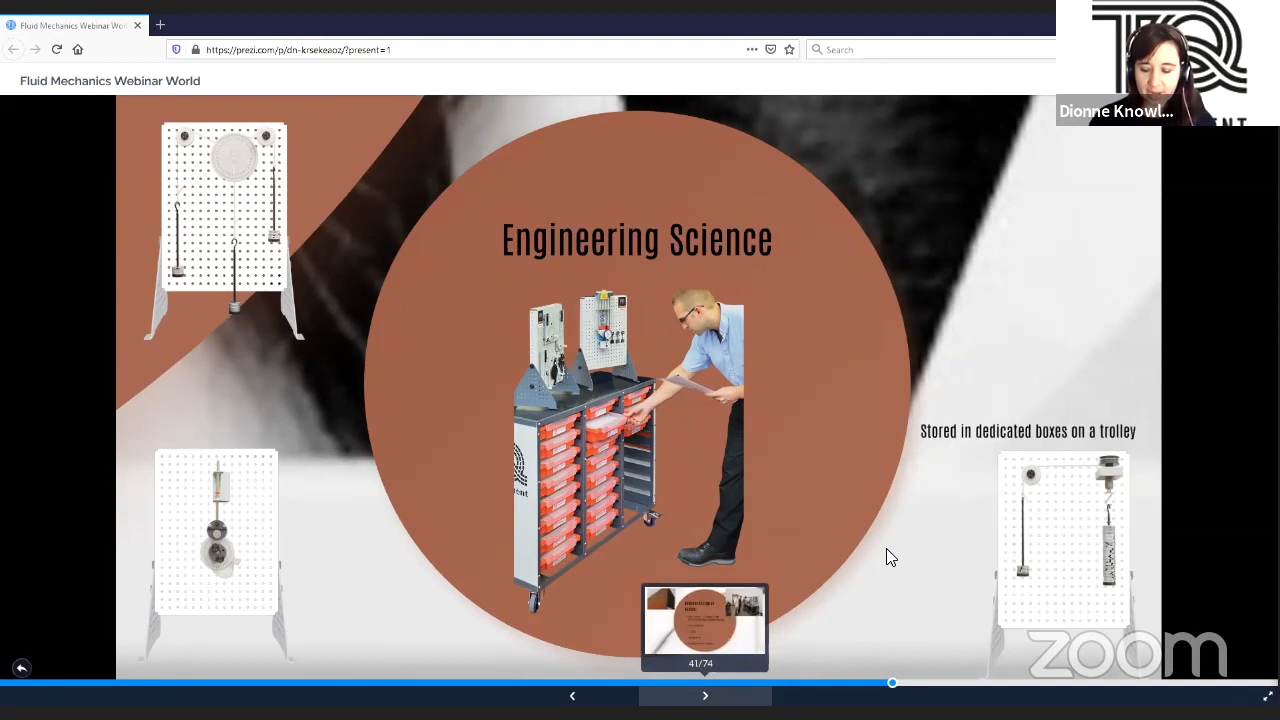 Fluid Mechanics Webinar Worl
https://prezi.com/p/dn-krsekeaoz/?present=1
Search
Fluid Mechanics Webinar World
Dionne Knowl...
Engineering Science
Stored in dedicated boxes on a trolley
41/74
zoom